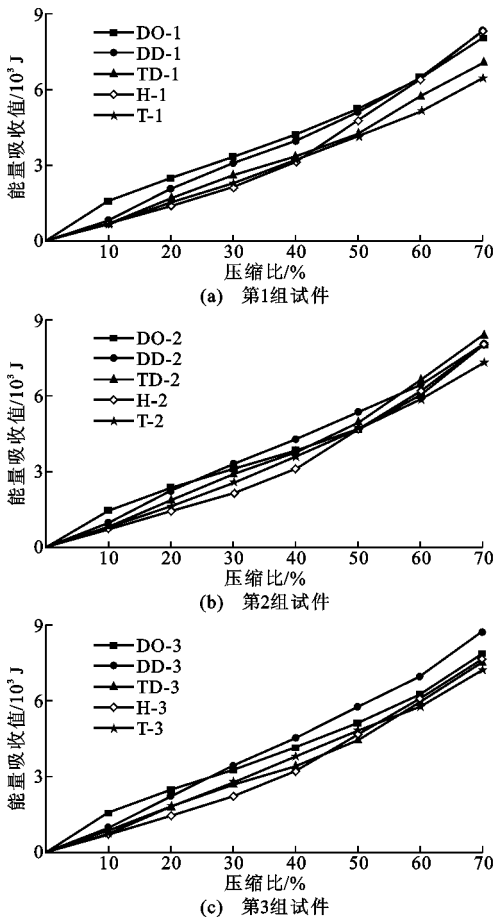 能量吸收值/10³ J
9
6
3
0
DO-1
DD-1
TD-1
H-1
T-1
10 20 30 40 50 60 70
压缩比/%
(a) 第1组试件
能量吸收值/10³ J
9
6
3
0
DO-2
DD-2
TD-2
H-2
T-2
10 20 30 40 50 60 70
压缩比/%
(b) 第2组试件
能量吸收值/10³ J
9
6
3
0
DO-3
DD-3
TD-3
H-3
T-3
10 20 30 40 50 60 70
压缩比/%
(c) 第3组试件